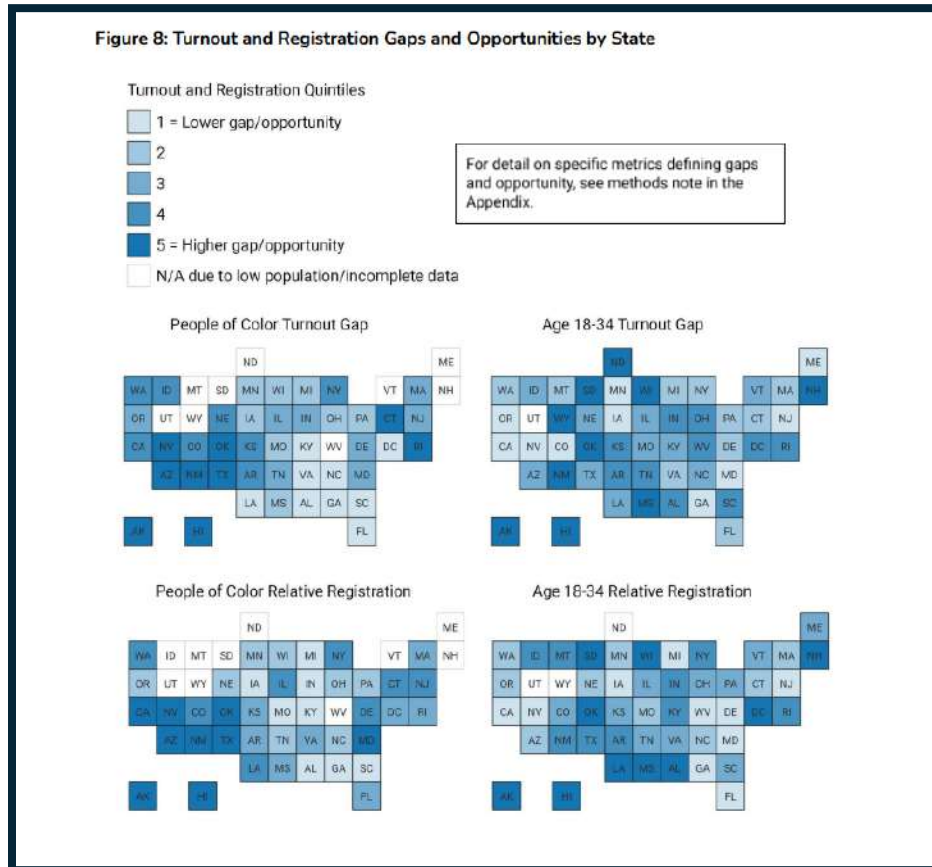 Figure 8: Turnout and Registration Gaps and Opportunities by State
Turnout and Registration Quintiles
1 = Lower gap/opportunity
2
3
4
5 = Higher gap/opportunity
N/A due to low population/incomplete data
For detail on specific metrics defining gaps
and opportunity, see methods note in the
Appendix.
People of Color Turnout Gap
ND ME
WA ID MT SD MN WI MI NY VT MA NH
OR UT WY NE IA IL IN OH PA CT NJ
CA NV CO OK KS MO KY WV DE DC RI
AZ NM TX AR TN VA NC MD
LA MS AL GA SC
AK HI FL
Age 18-34 Turnout Gap
ND ME
WA ID MT SD MN WI MI NY VT MA NH
OR UT WY NE IA IL IN OH PA CT NJ
CA NV CO OK KS MO KY WV DE DC RI
AZ NM TX AR TN VA NC MD
LA MS AL GA SC
AK HI FL
People of Color Relative Registration
ND ME
WA ID MT SD MN WI MI NY VT MA NH
OR UT WY NE IA IL IN OH PA CT NJ
CA NV CO OK KS MO KY WV DE DC RI
AZ NM TX AR TN VA NC MD
LA MS AL GA SC
AK HI FL
Age 18-34 Relative Registration
ND ME
WA ID MT SD MN WI MI NY VT MA NH
OR UT WY NE IA IL IN OH PA CT NJ
CA NV CO OK KS MO KY WV DE DC RI
AZ NM TX AR TN VA NC MD
LA MS AL GA SC
AK HI FL